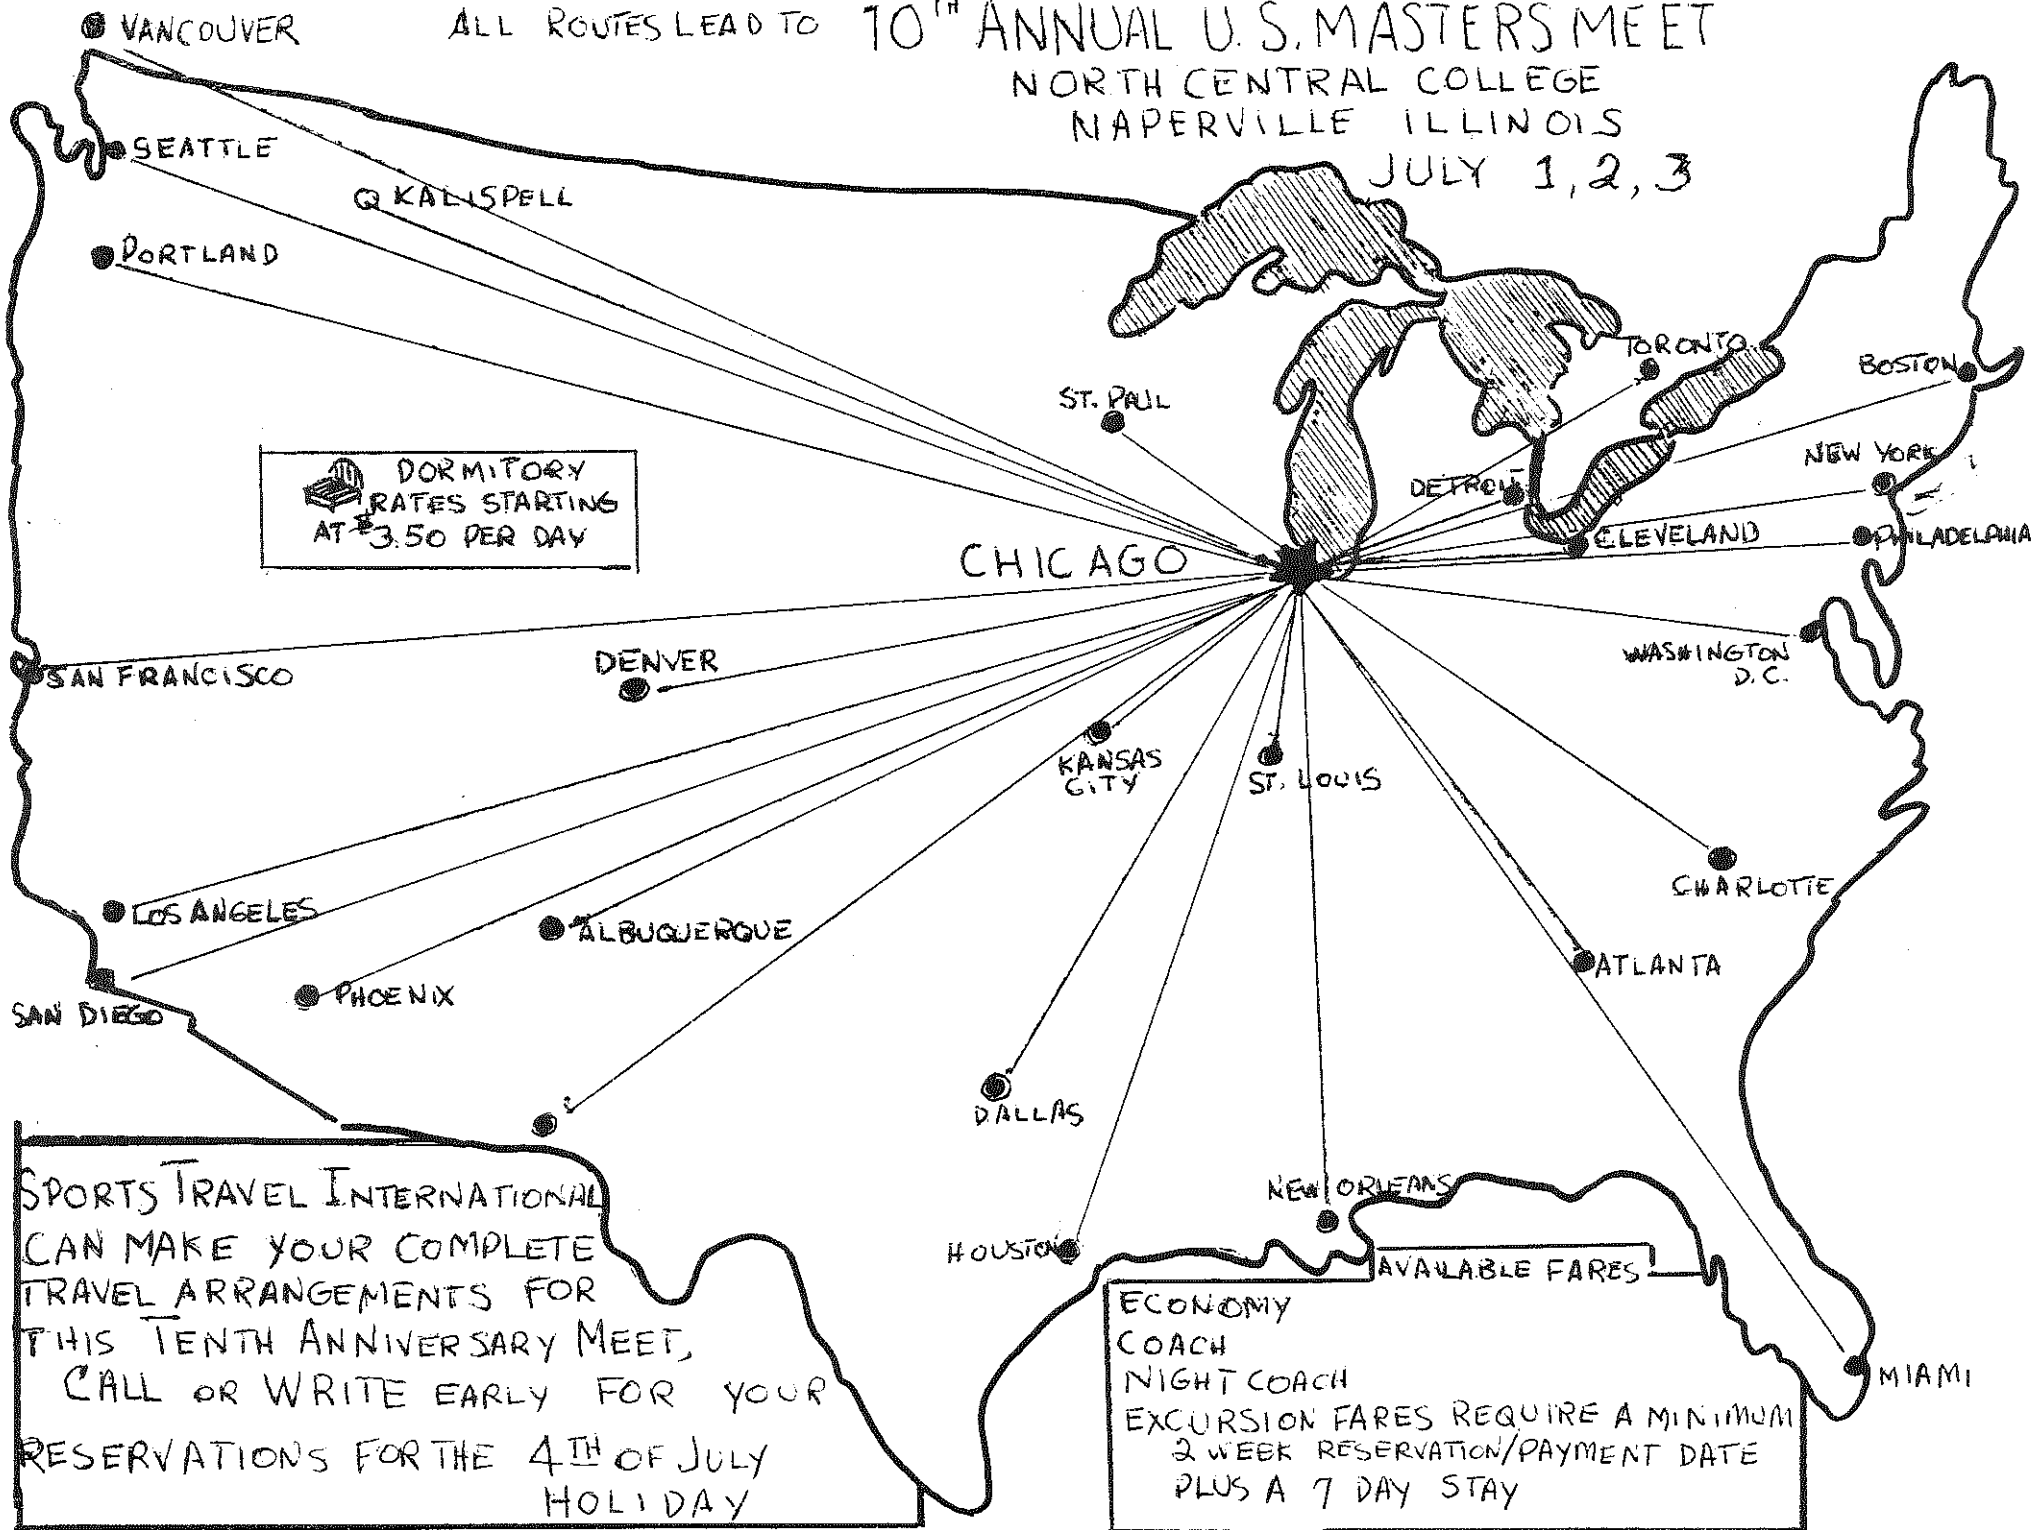 VANCOUVER
ALL ROUTES LEAD TO 10TH ANNUAL U.S. MASTERS MEET
NORTH CENTRAL COLLEGE
NAPERVILLE ILLINOIS
JULY 1, 2, 3
SEATTLE
KALISPELL
PORTLAND
TORONTO
BOSTON
ST. PAUL
NEW YORK
DORMITORY
RATES STARTING
AT $3.50 PER DAY
DETROIT
CLEVELAND
PHILADELPHIA
CHICAGO
WASHINGTON
D.C.
SAN FRANCISCO
DENVER
KANSAS
CITY
ST. LOUIS
CHARLOTTE
LOS ANGELES
ALBUQUERQUE
ATLANTA
PHOENIX
SAN DIEGO
DALLAS
NEW ORLEANS
HOUSTON
MIAMI
SPORTS TRAVEL INTERNATIONAL
CAN MAKE YOUR COMPLETE
TRAVEL ARRANGEMENTS FOR
THIS TENTH ANNIVERSARY MEET,
CALL OR WRITE EARLY FOR YOUR
RESERVATIONS FOR THE 4TH OF JULY
HOLIDAY
AVAILABLE FARES
ECONOMY
COACH
NIGHT COACH
EXCURSION FARES REQUIRE A MINIMUM
2 WEEK RESERVATION/PAYMENT DATE
PLUS A 7 DAY STAY